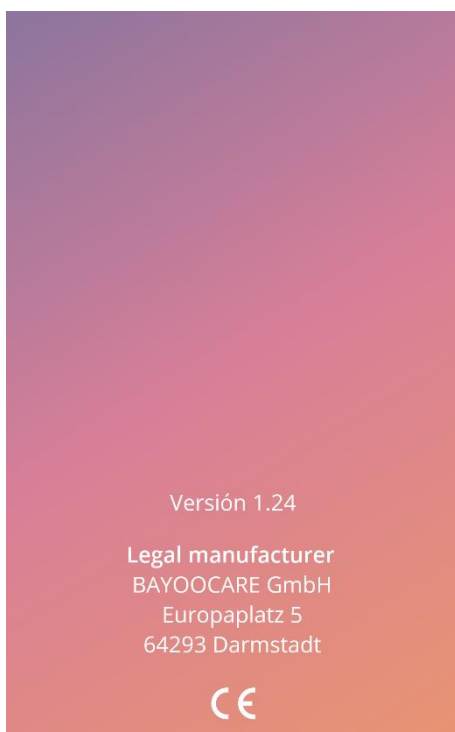 Versión 1.24
Legal manufacturer
BAYOOCARE GmbH
Europaplatz 5
64293 Darmstadt
CE